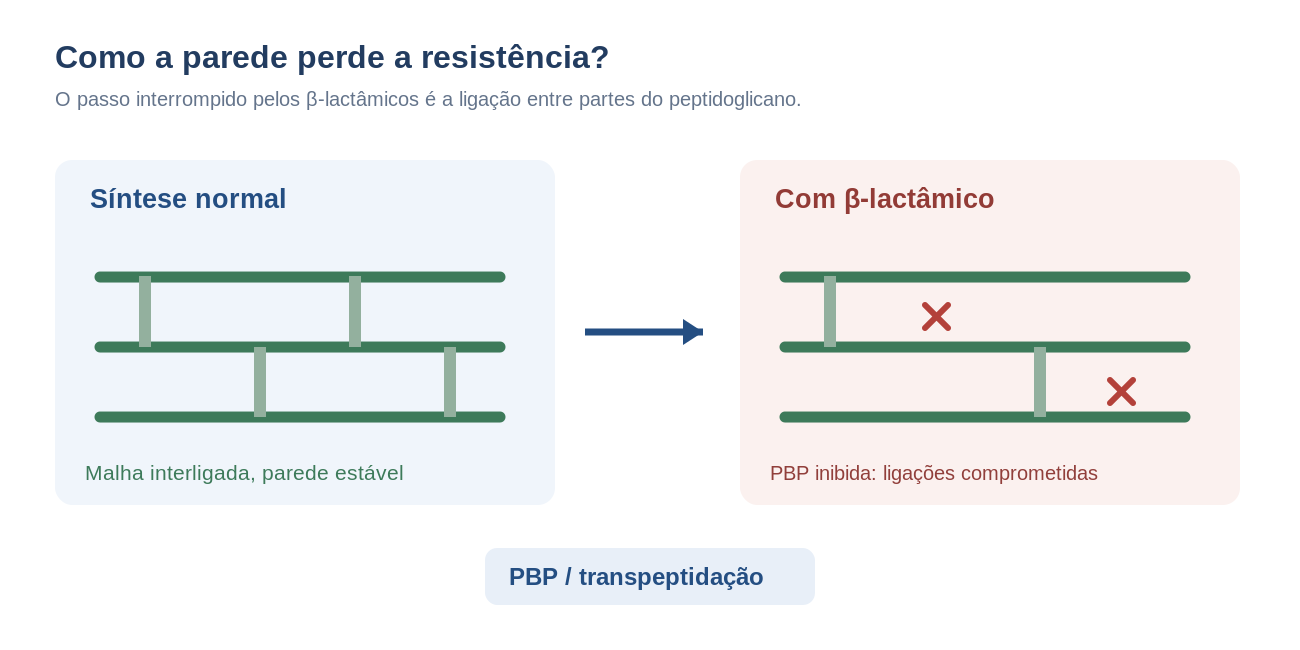 Como a parede perde a resistência?
O passo interrompido pelos β-lactâmicos é a ligação entre partes do peptidoglicano.
Síntese normal
Malha interligada, parede estável
Com β-lactâmico
PBP inibida: ligações comprometidas
PBP / transpeptidação